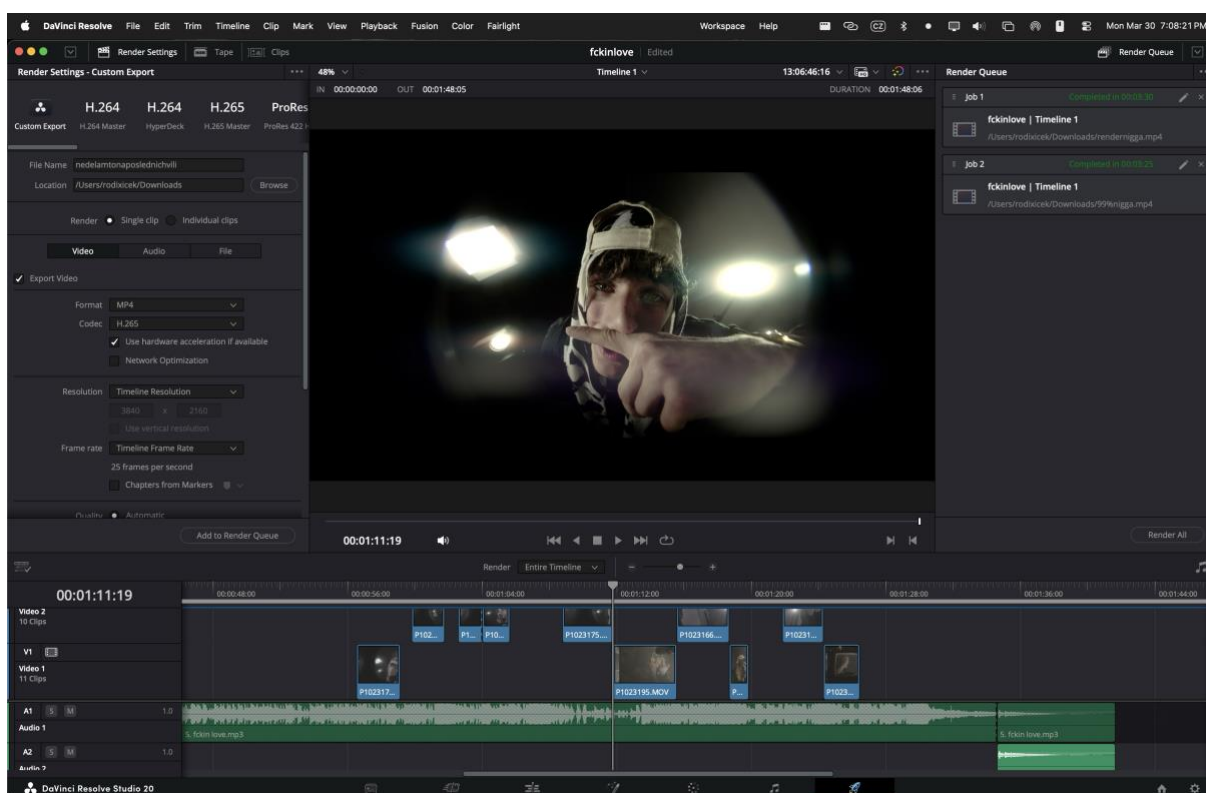 DaVinci Resolve File Edit Trim Timeline Clip Mark View Playback Fusion Color Fairlight Workspace Help CZ Mon Mar 30 7:08:21 PM
Render Settings Tape Clips fckinlove Edited Render Queue
Render Settings - Custom Export 48% Timeline 1 13:06:46:16 Render Queue
IN 00:00:00:00 OUT 00:01:48:05 DURATION 00:01:48:06
H.264 H.264 H.265 ProRes
Custom Export H.264 Master HyperDeck H.265 Master ProRes 422 H
Job 1 Completed in 00:03:30
fckinlove | Timeline 1
/Users/rodixicek/Downloads/rendernigga.mp4
Job 2 Completed in 00:03:25
fckinlove | Timeline 1
/Users/rodixicek/Downloads/99%nigga.mp4
File Name nedelamtonaposlednichvili
Location /Users/rodixicek/Downloads Browse
Render Single clip Individual clips
Video Audio File
Export Video
Format MP4
Codec H.265
Use hardware acceleration if available
Network Optimization
Resolution Timeline Resolution
3840 x 2160
Use vertical resolution
Frame rate Timeline Frame Rate
25 frames per second
Chapters from Markers
Quality Automatic
Add to Render Queue 00:01:11:19 Render All
Render Entire Timeline
00:01:11:19 00:00:48:00 00:00:56:00 00:01:04:00 00:01:12:00 00:01:20:00 00:01:28:00 00:01:36:00 00:01:44:00
Video 2
10 Clips
P102... P1... P10... P1023175.... P1023166.... P10231...
V1
Video 1
11 Clips
P102317... P1023195.MOV P... P1023...
A1 S M 1.0
Audio 1
5. fckin love.mp3 5. fckin love.mp3
A2 S M 1.0
Audio 2
DaVinci Resolve Studio 20